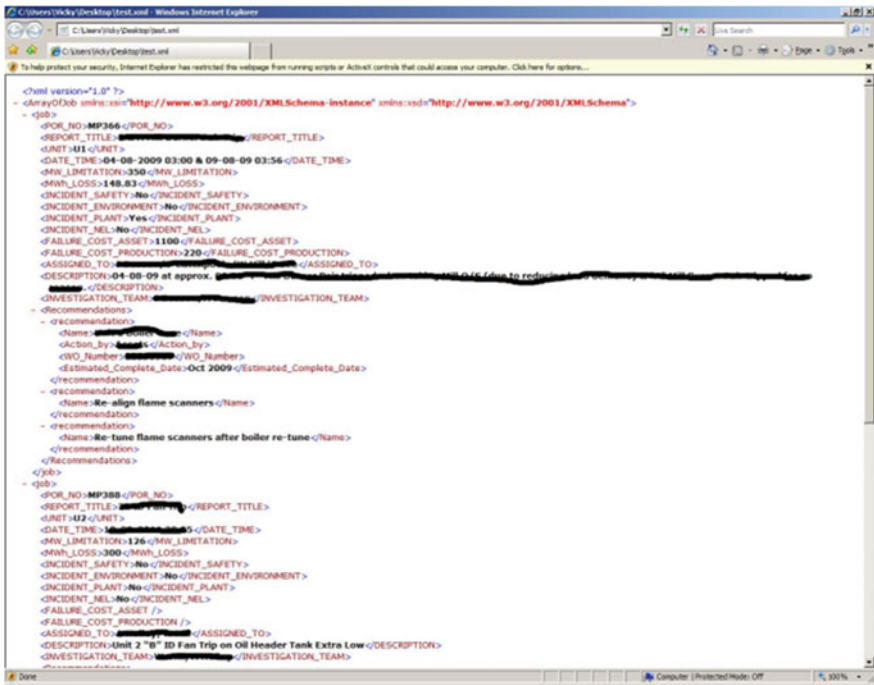 C:\Users\Vicky\Desktop\test.xml - Windows Internet Explorer
C:\Users\Vicky\Desktop\test.xml
Live Search
C:\Users\Vicky\Desktop\test.xml
Page
Tools
To help protect your security, Internet Explorer has restricted this webpage from running scripts or ActiveX controls that could access your computer. Click here for options...
<?xml version="1.0" ?>
- <ArrayOfJob xmlns:xsi="http://www.w3.org/2001/XMLSchema-instance" xmlns:xsd="http://www.w3.org/2001/XMLSchema">
- <job>
<POR_NO>MP366</POR_NO>
<REPORT_TITLE></REPORT_TITLE>
<UNIT>U1</UNIT>
<DATE_TIME>04-08-2009 03:00 & 09-08-09 03:56</DATE_TIME>
<MW_LIMITATION>350</MW_LIMITATION>
<MWh_LOSS>148.83</MWh_LOSS>
<INCIDENT_SAFETY>No</INCIDENT_SAFETY>
<INCIDENT_ENVIRONMENT>No</INCIDENT_ENVIRONMENT>
<INCIDENT_PLANT>Yes</INCIDENT_PLANT>
<INCIDENT_NEL>No</INCIDENT_NEL>
<FAILURE_COST_ASSET>1100</FAILURE_COST_ASSET>
<FAILURE_COST_PRODUCTION>220</FAILURE_COST_PRODUCTION>
<ASSIGNED_TO></ASSIGNED_TO>
<DESCRIPTION>04-08-09 at approx.
.</DESCRIPTION>
<INVESTIGATION_TEAM></INVESTIGATION_TEAM>
- <Recommendations>
- <recommendation>
<Name></Name>
<Action_by></Action_by>
<WO_Number></WO_Number>
<Estimated_Complete_Date>Oct 2009</Estimated_Complete_Date>
</recommendation>
- <recommendation>
<Name>Re-align flame scanners</Name>
</recommendation>
- <recommendation>
<Name>Re-tune flame scanners after boiler re-tune</Name>
</recommendation>
</Recommendations>
</job>
- <job>
<POR_NO>MP388</POR_NO>
<REPORT_TITLE></REPORT_TITLE>
<UNIT>U2</UNIT>
<DATE_TIME></DATE_TIME>
<MW_LIMITATION>126</MW_LIMITATION>
<MWh_LOSS>300</MWh_LOSS>
<INCIDENT_SAFETY>No</INCIDENT_SAFETY>
<INCIDENT_ENVIRONMENT>No</INCIDENT_ENVIRONMENT>
<INCIDENT_PLANT>No</INCIDENT_PLANT>
<INCIDENT_NEL>No</INCIDENT_NEL>
<FAILURE_COST_ASSET />
<FAILURE_COST_PRODUCTION />
<ASSIGNED_TO></ASSIGNED_TO>
<DESCRIPTION>Unit 2 "B" ID Fan Trip on Oil Header Tank Extra Low</DESCRIPTION>
<INVESTIGATION_TEAM></INVESTIGATION_TEAM>
Done
Computer | Protected Mode: Off
100%